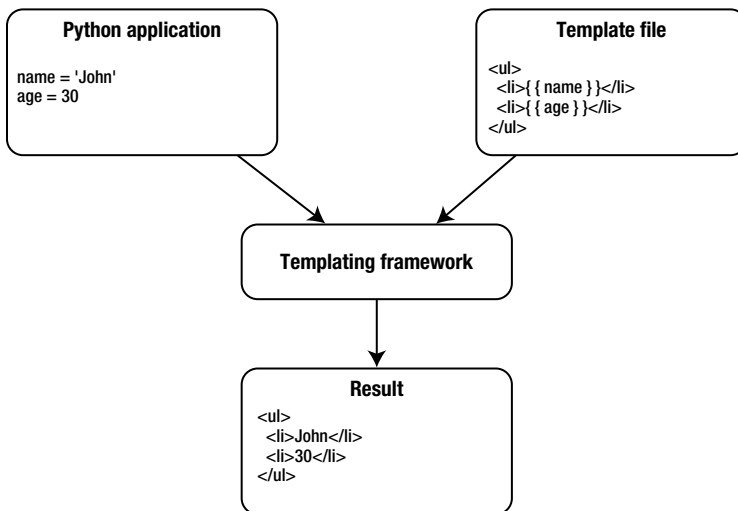 Python application
name = 'John'
age = 30
Template file
<ul>
<li>{ { name } }</li>
<li>{ { age } }</li>
</ul>
Templating framework
Result
<ul>
<li>John</li>
<li>30</li>
</ul>